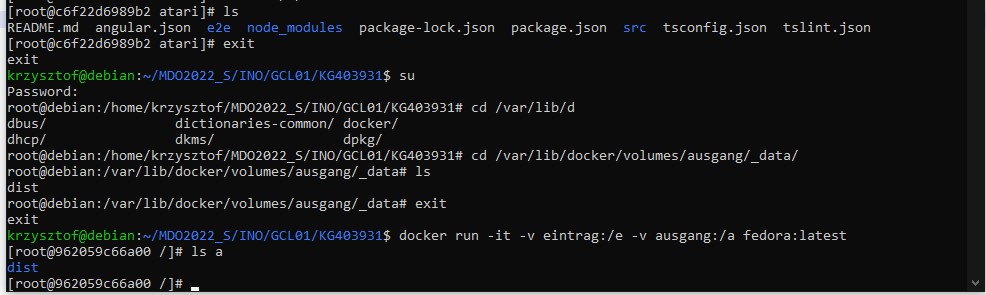 [root@c6f22d6989b2 atari]# ls
README.md  angular.json  e2e  node_modules  package-lock.json  package.json  src  tsconfig.json  tslint.json
[root@c6f22d6989b2 atari]# exit
exit
krzysztof@debian:~/MDO2022_S/INO/GCL01/KG403931$ su
Password:
root@debian:/home/krzysztof/MDO2022_S/INO/GCL01/KG403931# cd /var/lib/d
dbus/                dictionaries-common/ docker/
dhcp/                dkms/                dpkg/
root@debian:/home/krzysztof/MDO2022_S/INO/GCL01/KG403931# cd /var/lib/docker/volumes/ausgang/_data/
root@debian:/var/lib/docker/volumes/ausgang/_data# ls
dist
root@debian:/var/lib/docker/volumes/ausgang/_data# exit
exit
krzysztof@debian:~/MDO2022_S/INO/GCL01/KG403931$ docker run -it -v eintrag:/e -v ausgang:/a fedora:latest
[root@962059c66a00 /]# ls a
dist
[root@962059c66a00 /]#